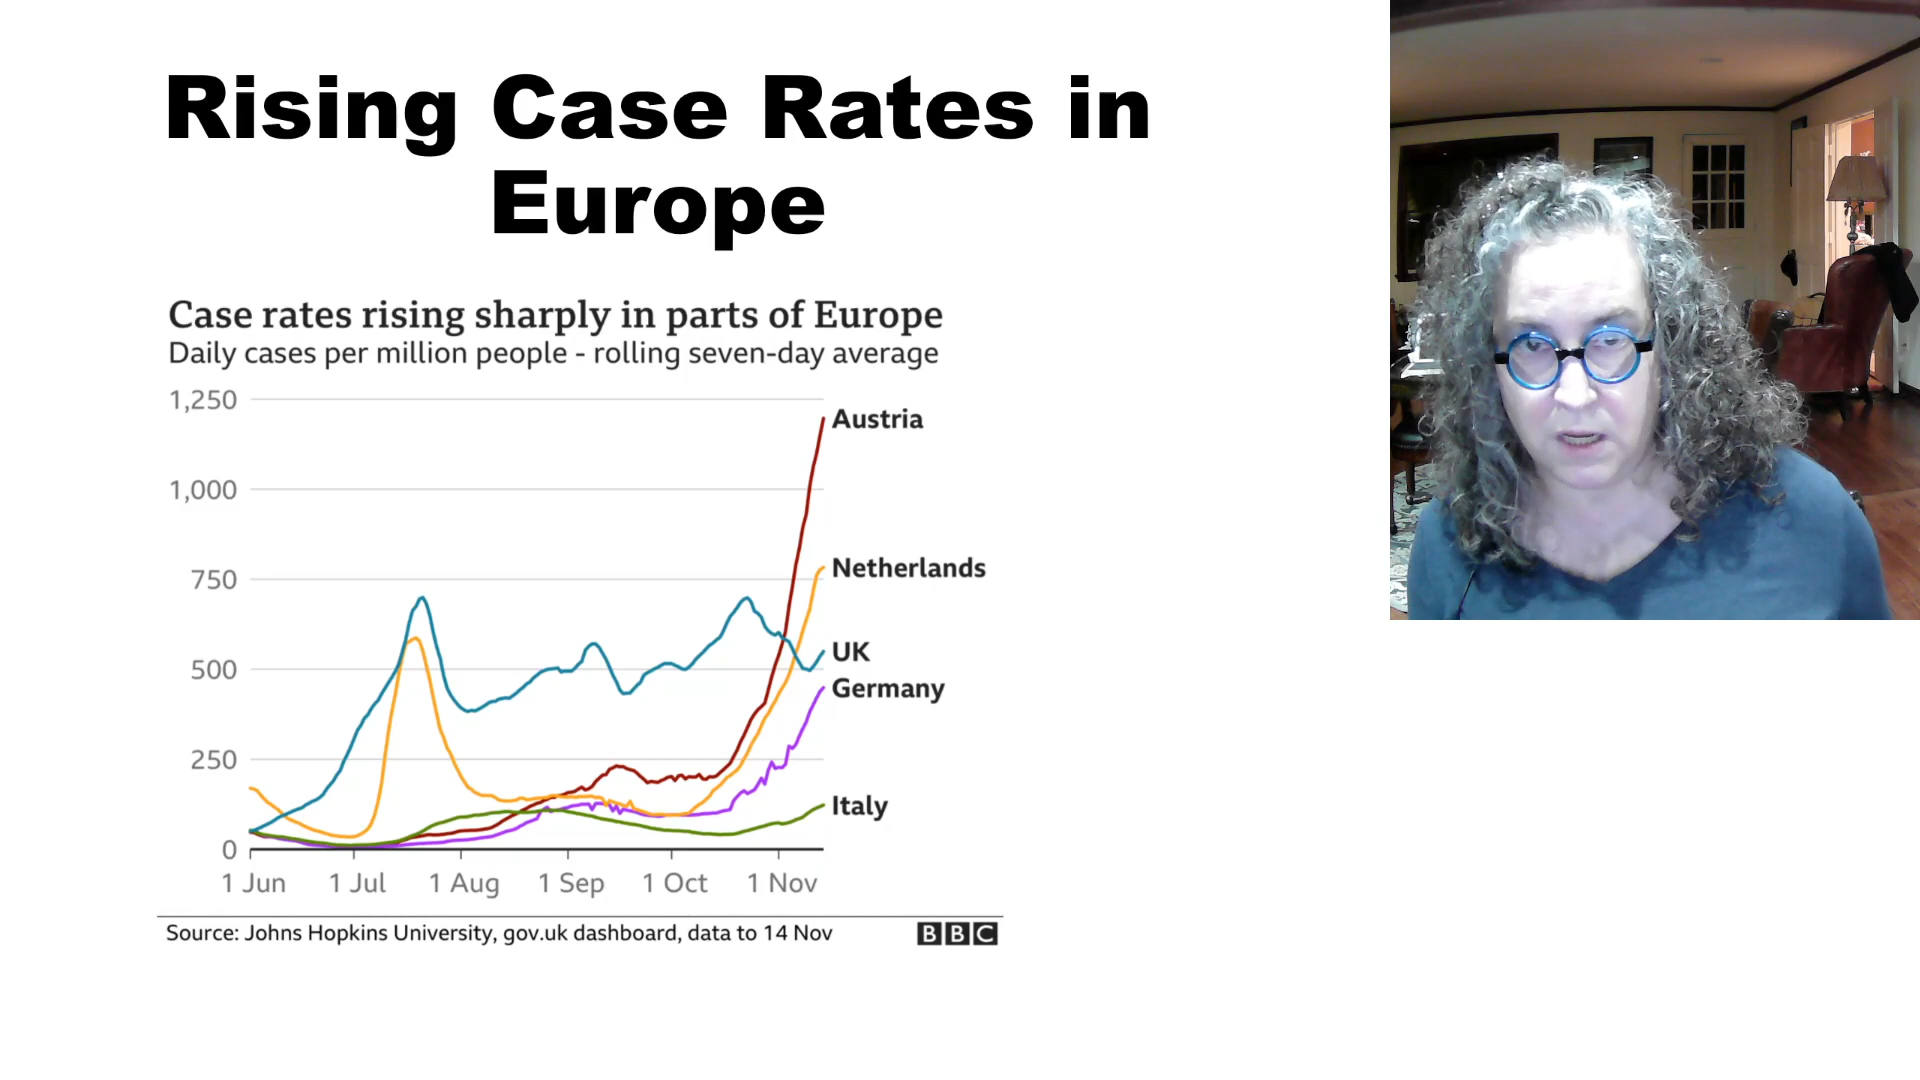 Rising Case Rates in
Europe
Case rates rising sharply in parts of Europe
Daily cases per million people - rolling seven-day average
1,250
Austria
1,000
Netherlands
750
UK
500
Germany
250
Italy
0
1 Jun 1 Jul 1 Aug 1 Sep 1 Oct 1 Nov
Source: Johns Hopkins University, gov.uk dashboard, data to 14 Nov
BBC